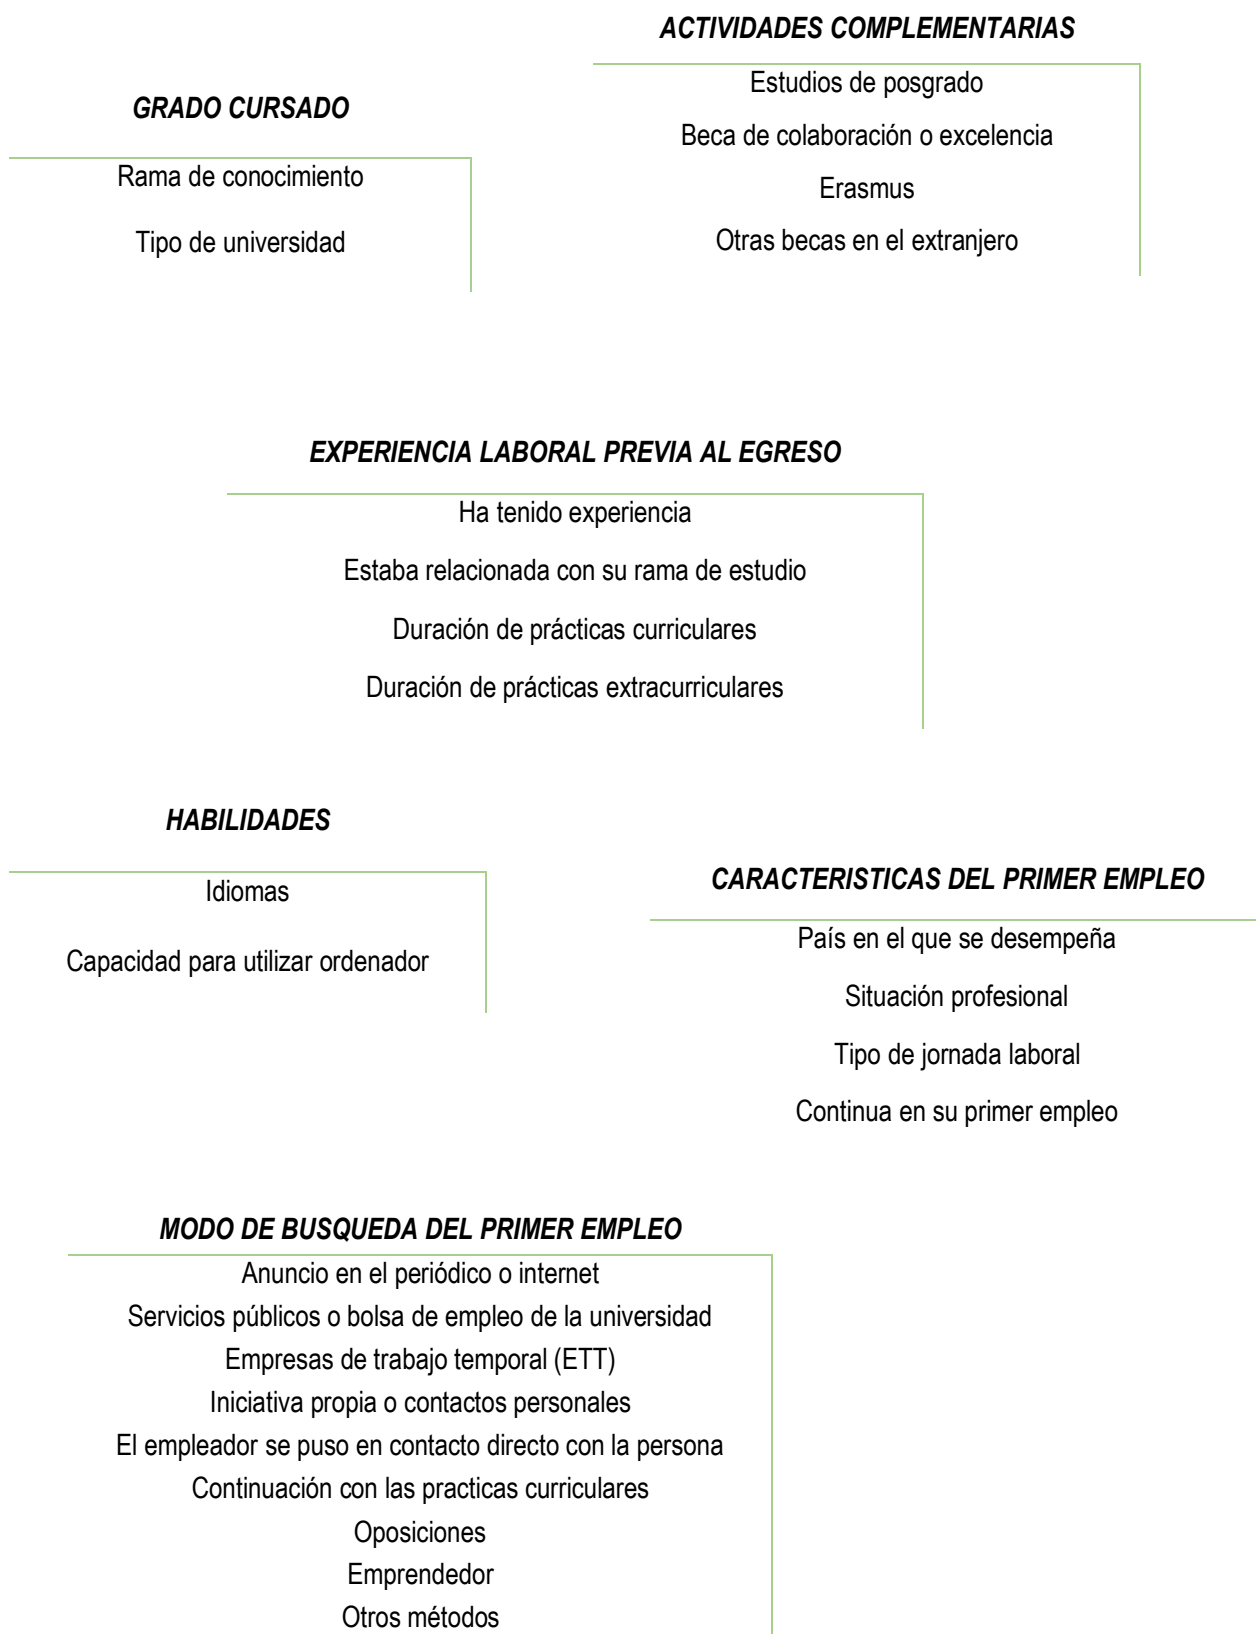 ACTIVIDADES COMPLEMENTARIAS
Estudios de posgrado
Beca de colaboración o excelencia
Erasmus
Otras becas en el extranjero
GRADO CURSADO
Rama de conocimiento
Tipo de universidad
EXPERIENCIA LABORAL PREVIA AL EGRESO
Ha tenido experiencia
Estaba relacionada con su rama de estudio
Duración de prácticas curriculares
Duración de prácticas extracurriculares
HABILIDADES
Idiomas
Capacidad para utilizar ordenador
CARACTERISTICAS DEL PRIMER EMPLEO
País en el que se desempeña
Situación profesional
Tipo de jornada laboral
Continua en su primer empleo
MODO DE BUSQUEDA DEL PRIMER EMPLEO
Anuncio en el periódico o internet
Servicios públicos o bolsa de empleo de la universidad
Empresas de trabajo temporal (ETT)
Iniciativa propia o contactos personales
El empleador se puso en contacto directo con la persona
Continuación con las practicas curriculares
Oposiciones
Emprendedor
Otros métodos